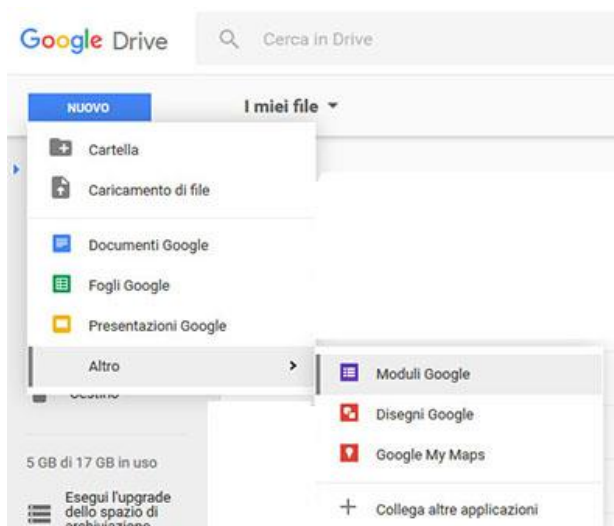 Google Drive
Cerca in Drive
NUOVO
I miei file
Cartella
Caricamento di file
Documenti Google
Fogli Google
Presentazioni Google
Altro
Moduli Google
Disegni Google
Google My Maps
Collega altre applicazioni
Cestino
5 GB di 17 GB in uso
Esegui l'upgrade
dello spazio di
archiviazione